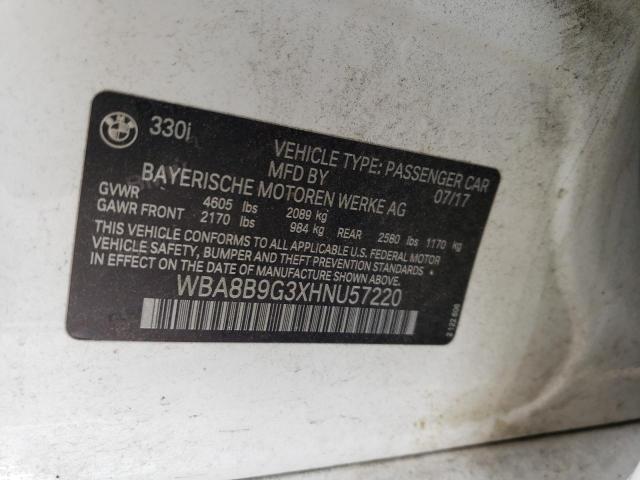 330i
VEHICLE TYPE: PASSENGER CAR
MFD BY 07/17
BAYERISCHE MOTOREN WERKE AG
GVWR 4605 lbs 2089 kg
GAWR FRONT 2170 lbs 984 kg REAR 2580 lbs 1170 kg
THIS VEHICLE CONFORMS TO ALL APPLICABLE U.S. FEDERAL MOTOR
VEHICLE SAFETY, BUMPER AND THEFT PREVENTION STANDARDS
IN EFFECT ON THE DATE OF MANUFACTURE SHOWN ABOVE.
WBA8B9G3XHNU57220